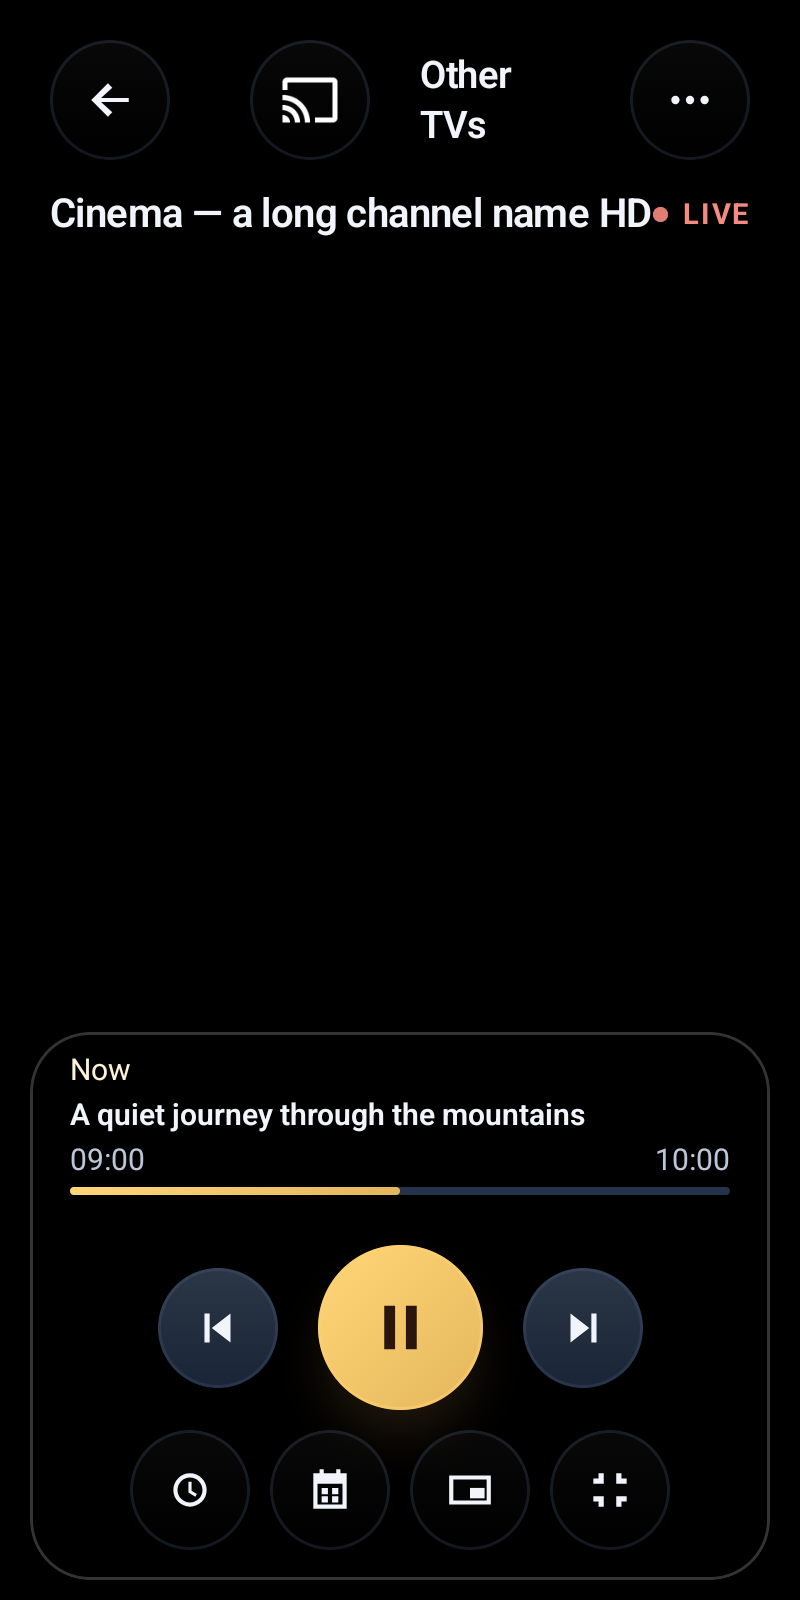 Other
TVs
Cinema — a long channel name HD
LIVE
Now
A quiet journey through the mountains
09:00
10:00